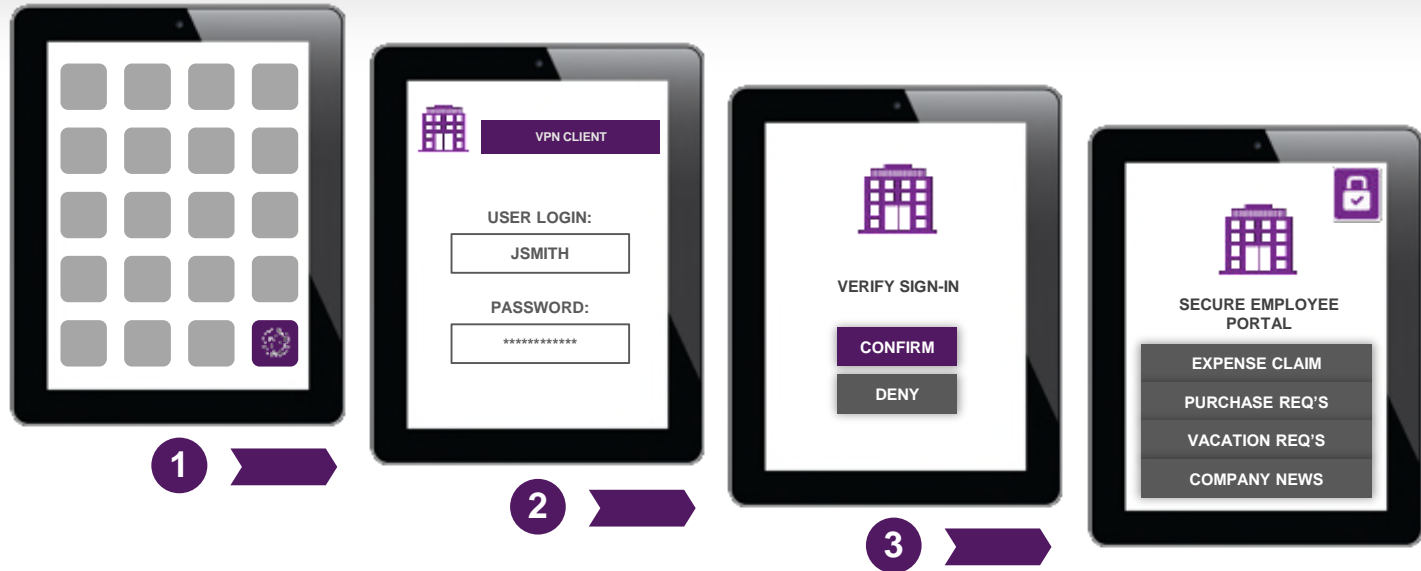 VPN CLIENT
USER LOGIN:
JSMITH
PASSWORD:
************
1
2
VERIFY SIGN-IN
CONFIRM
DENY
3
SECURE EMPLOYEE
PORTAL
EXPENSE CLAIM
PURCHASE REQ’S
VACATION REQ’S
COMPANY NEWS